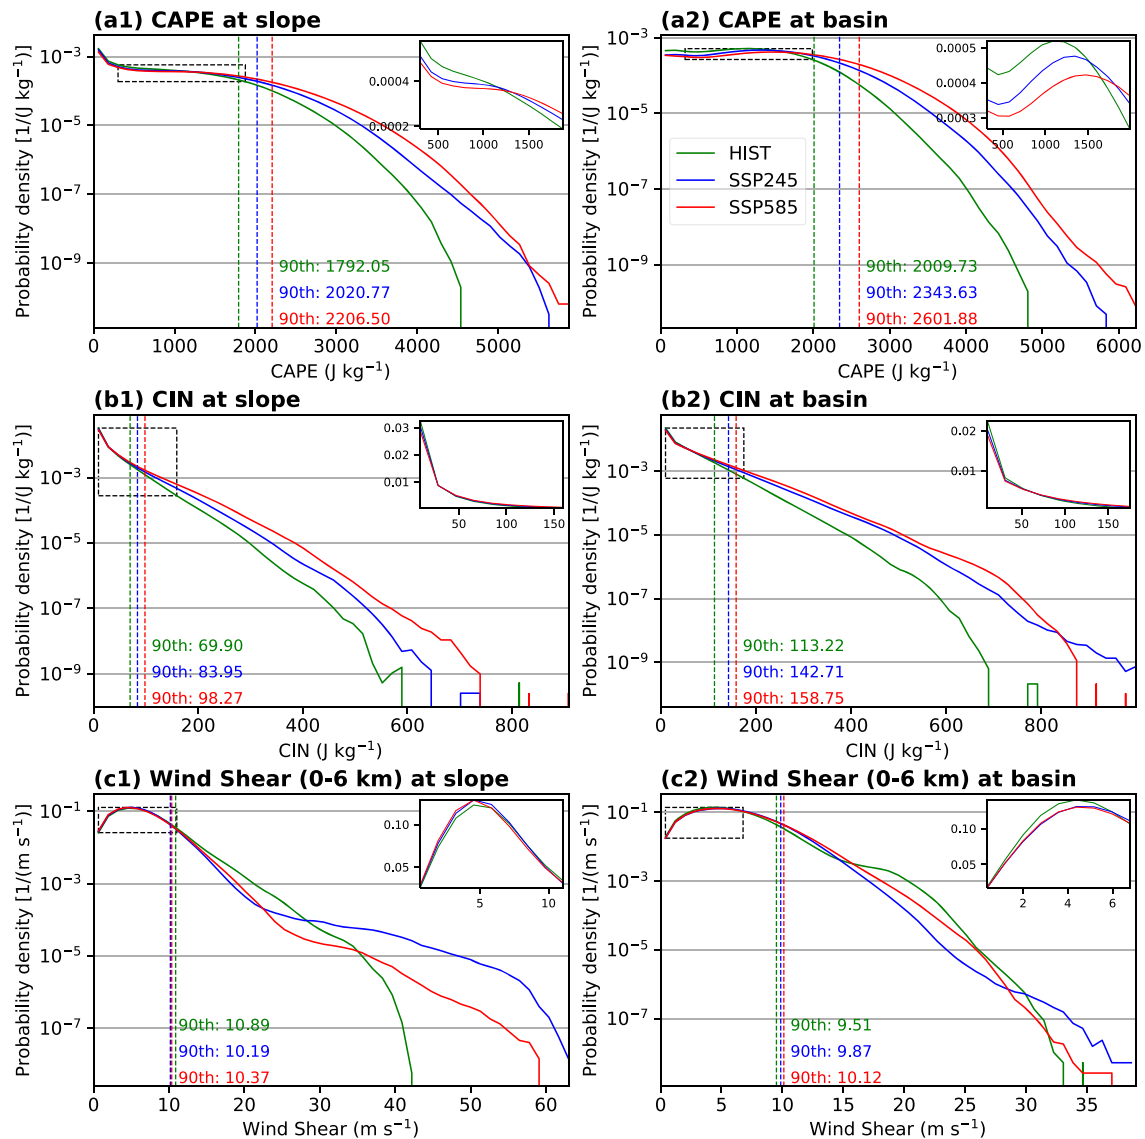 (a1) CAPE at slope
Probability density [1/(J kg⁻¹)]
10⁻³
10⁻⁵
10⁻⁷
10⁻⁹
0.0004
0.0002
500 1000 1500
90th: 1792.05
90th: 2020.77
90th: 2206.50
0 1000 2000 3000 4000 5000
CAPE (J kg⁻¹)
(a2) CAPE at basin
Probability density [1/(J kg⁻¹)]
10⁻³
10⁻⁵
10⁻⁷
10⁻⁹
0.0005
0.0004
0.0003
500 1000 1500
HIST
SSP245
SSP585
90th: 2009.73
90th: 2343.63
90th: 2601.88
0 1000 2000 3000 4000 5000 6000
CAPE (J kg⁻¹)
(b1) CIN at slope
Probability density [1/(J kg⁻¹)]
10⁻³
10⁻⁵
10⁻⁷
10⁻⁹
0.03
0.02
0.01
50 100 150
90th: 69.90
90th: 83.95
90th: 98.27
0 200 400 600 800
CIN (J kg⁻¹)
(b2) CIN at basin
Probability density [1/(J kg⁻¹)]
10⁻³
10⁻⁵
10⁻⁷
10⁻⁹
0.02
0.01
50 100 150
90th: 113.22
90th: 142.71
90th: 158.75
0 200 400 600 800
CIN (J kg⁻¹)
(c1) Wind Shear (0-6 km) at slope
Probability density [1/(m s⁻¹)]
10⁻¹
10⁻³
10⁻⁵
10⁻⁷
0.10
0.05
5 10
90th: 10.89
90th: 10.19
90th: 10.37
0 10 20 30 40 50 60
Wind Shear (m s⁻¹)
(c2) Wind Shear (0-6 km) at basin
Probability density [1/(m s⁻¹)]
10⁻¹
10⁻³
10⁻⁵
10⁻⁷
0.10
0.05
2 4 6
90th: 9.51
90th: 9.87
90th: 10.12
0 5 10 15 20 25 30 35
Wind Shear (m s⁻¹)